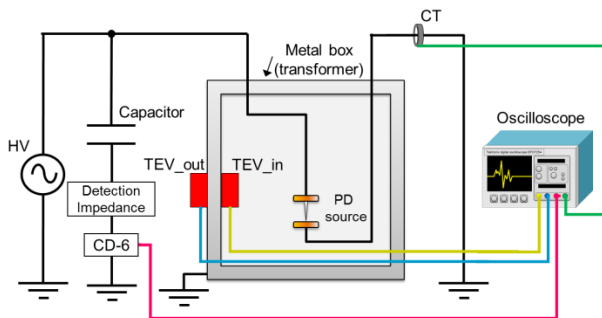 CT
Metal box
(transformer)
Oscilloscope
Capacitor
HV
TEV_out
TEV_in
Detection
Impedance
PD
source
CD-6